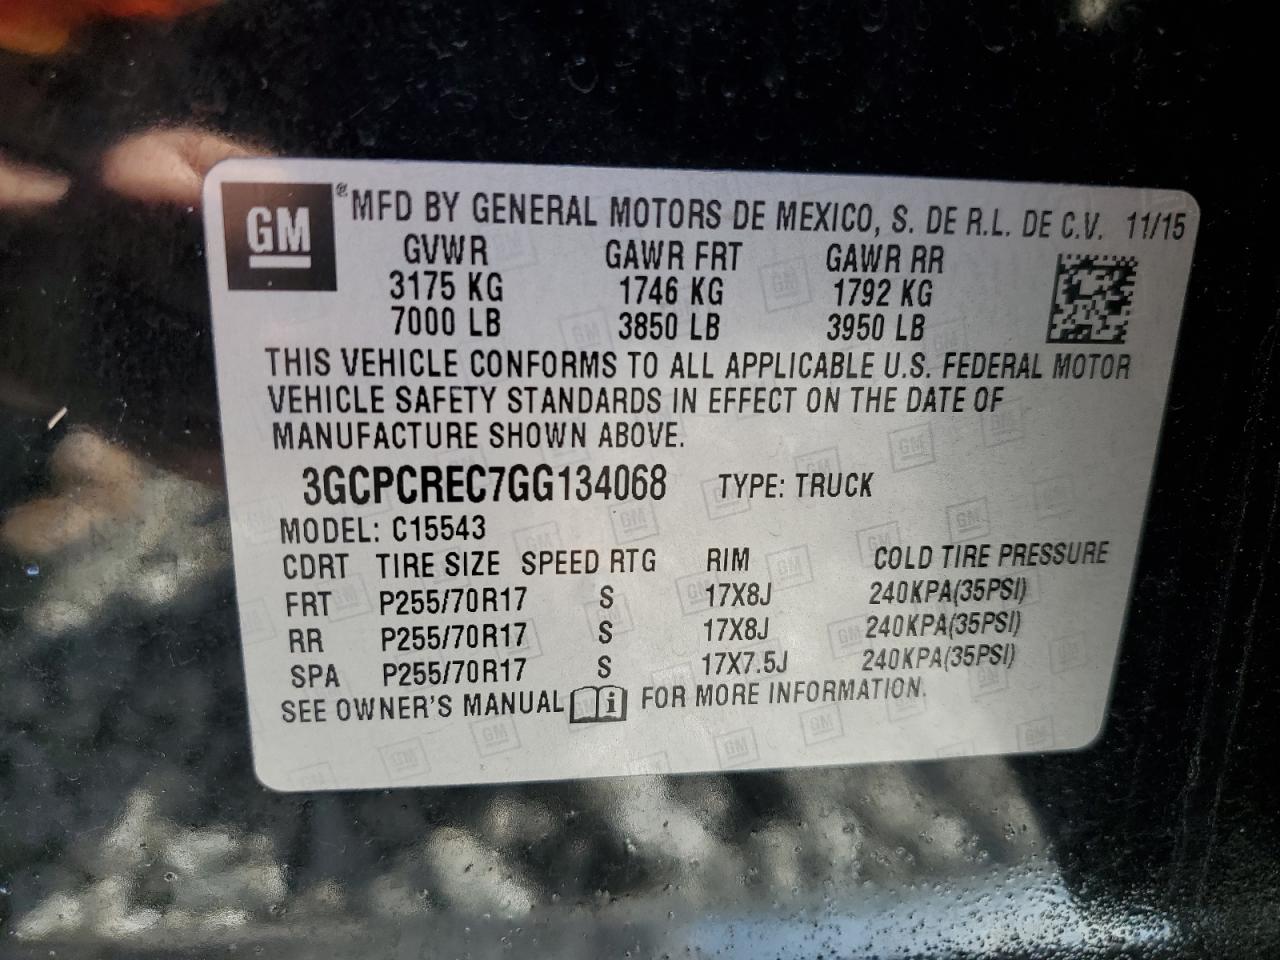 GM ® MFD BY GENERAL MOTORS DE MEXICO, S. DE R.L. DE C.V. 11/15
GVWR GAWR FRT GAWR RR
3175 KG 1746 KG 1792 KG
7000 LB 3850 LB 3950 LB
THIS VEHICLE CONFORMS TO ALL APPLICABLE U.S. FEDERAL MOTOR
VEHICLE SAFETY STANDARDS IN EFFECT ON THE DATE OF
MANUFACTURE SHOWN ABOVE.
3GCPCREC7GG134068 TYPE: TRUCK
MODEL: C15543
CDRT TIRE SIZE SPEED RTG RIM COLD TIRE PRESSURE
FRT P255/70R17 S 17X8J 240KPA(35PSI)
RR P255/70R17 S 17X8J 240KPA(35PSI)
SPA P255/70R17 S 17X7.5J 240KPA(35PSI)
SEE OWNER'S MANUAL i FOR MORE INFORMATION.